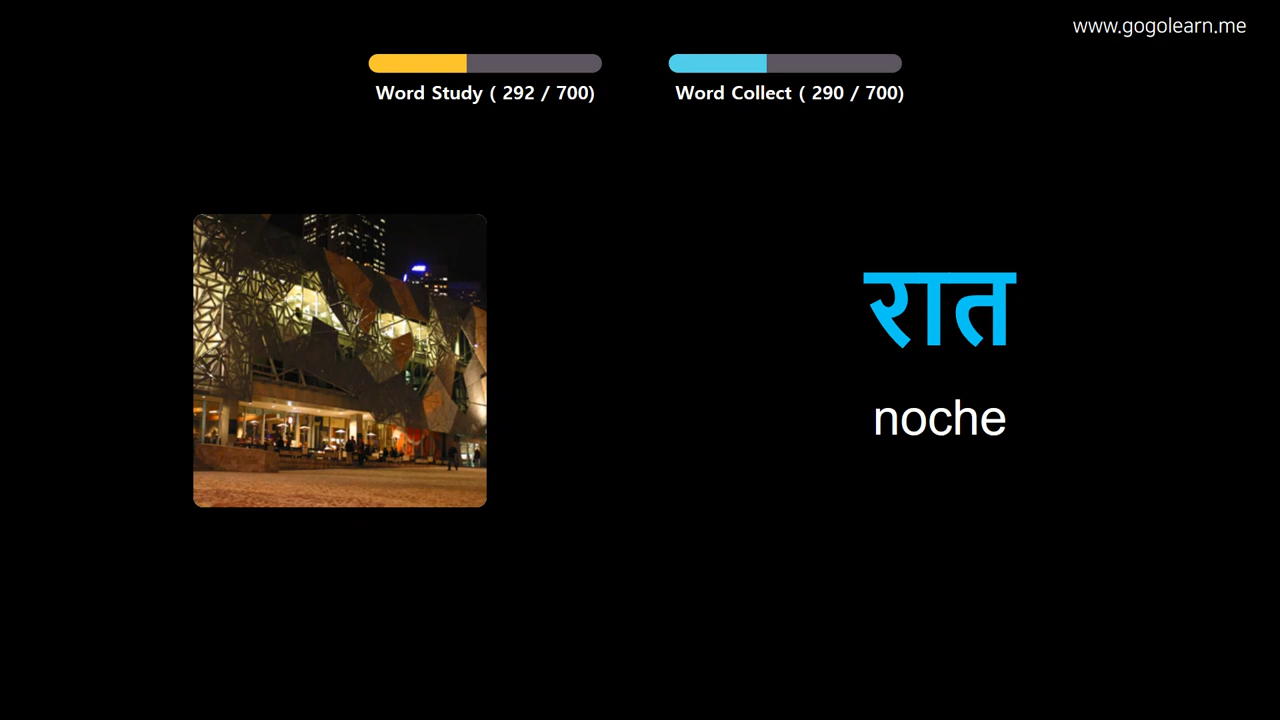 www.gogolearn.me
Word Study ( 292 / 700)
Word Collect ( 290 / 700)
रात
noche